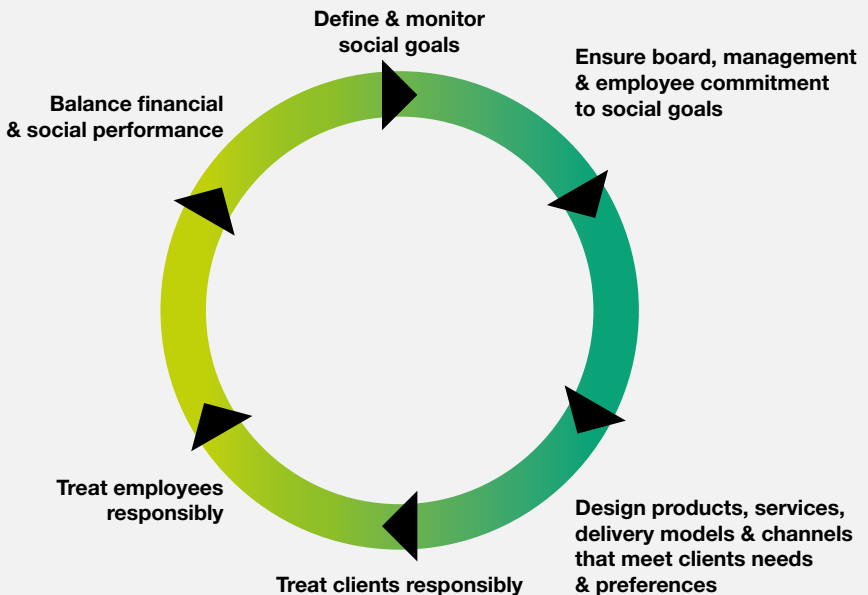 Define & monitor
social goals
Ensure board, management
& employee commitment
to social goals
Design products, services,
delivery models & channels
that meet clients needs
& preferences
Treat clients responsibly
Treat employees
responsibly
Balance financial
& social performance